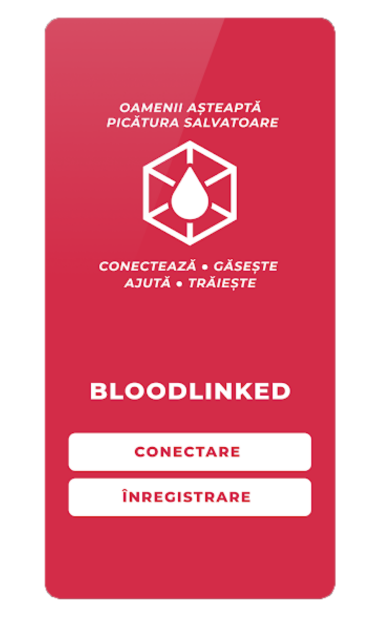 OAMENII AȘTEAPTĂ
PICĂTURA SALVATOARE
CONECTEAZĂ ● GĂSEȘTE
AJUTĂ ● TRĂIEȘTE
BLOODLINKED
CONECTARE
ÎNREGISTRARE